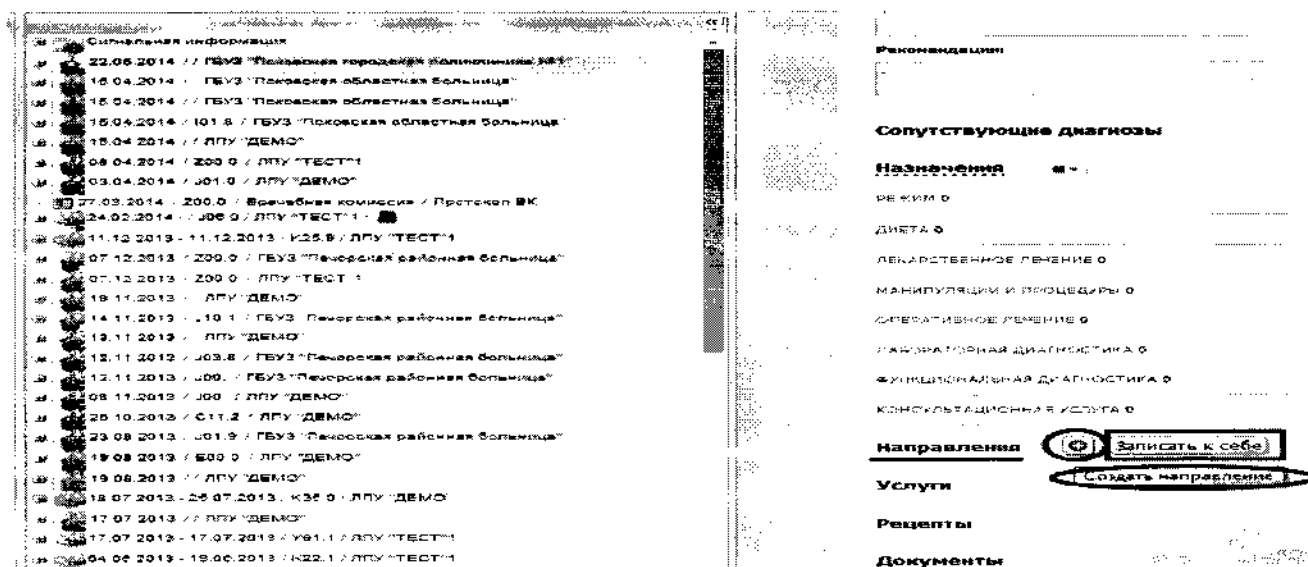 Сигнальная информация
22.05.2014 / / ГБУЗ "Псковская городская поликлиника №1"
15.04.2014 / ГБУЗ "Псковская областная больница"
15.04.2014 / / ГБУЗ "Псковская областная больница"
15.04.2014 / I01.8 / ГБУЗ "Псковская областная больница"
15.04.2014 / / ЛПУ "ДЕМО"
08.04.2014 / Z00.0 / ЛПУ "ТЕСТ"1
03.04.2014 / J01.0 / ЛПУ "ДЕМО"
27.03.2014 / Z00.0 / Врачебная комиссия / Протокол ВК
24.02.2014 / J06.0 / ЛПУ "ТЕСТ"1
11.12.2013 - 11.12.2013 / K25.9 / ЛПУ "ТЕСТ"1
07.12.2013 / Z00.0 / ГБУЗ "Печорская районная больница"
07.12.2013 / Z00.0 / ЛПУ "ТЕСТ"1
19.11.2013 / ЛПУ "ДЕМО"
14.11.2013 / J10.1 / ГБУЗ "Печорская районная больница"
13.11.2013 / ЛПУ "ДЕМО"
12.11.2013 / J03.8 / ГБУЗ "Печорская районная больница"
12.11.2013 / J00. / ГБУЗ "Печорская районная больница"
08.11.2013 / J00. / ЛПУ "ДЕМО"
25.10.2013 / C11.2 / ЛПУ "ДЕМО"
23.08.2013 / J01.9 / ГБУЗ "Печорская районная больница"
19.08.2013 / E00.0 / ЛПУ "ДЕМО"
19.08.2013 / / ЛПУ "ДЕМО"
18.07.2013 - 25.07.2013 / K35.0 / ЛПУ "ДЕМО"
17.07.2013 / / ЛПУ "ДЕМО"
17.07.2013 - 17.07.2013 / Y61.1 / ЛПУ "ТЕСТ"1
04.06.2013 - 19.06.2013 / K22.1 / ЛПУ "ТЕСТ"1
Рекомендации
Сопутствующие диагнозы
Назначения
РЕЖИМ 0
ДИЕТА 0
ЛЕКАРСТВЕННОЕ ЛЕЧЕНИЕ 0
МАНИПУЛЯЦИИ И ПРОЦЕДУРЫ 0
ОПЕРАТИВНОЕ ЛЕЧЕНИЕ 0
ЛАБОРАТОРНАЯ ДИАГНОСТИКА 0
ФУНКЦИОНАЛЬНАЯ ДИАГНОСТИКА 0
КОНСУЛЬТАЦИОННАЯ УСЛУГА 0
Направления Записать к себе
Создать направление
Услуги
Рецепты
Документы